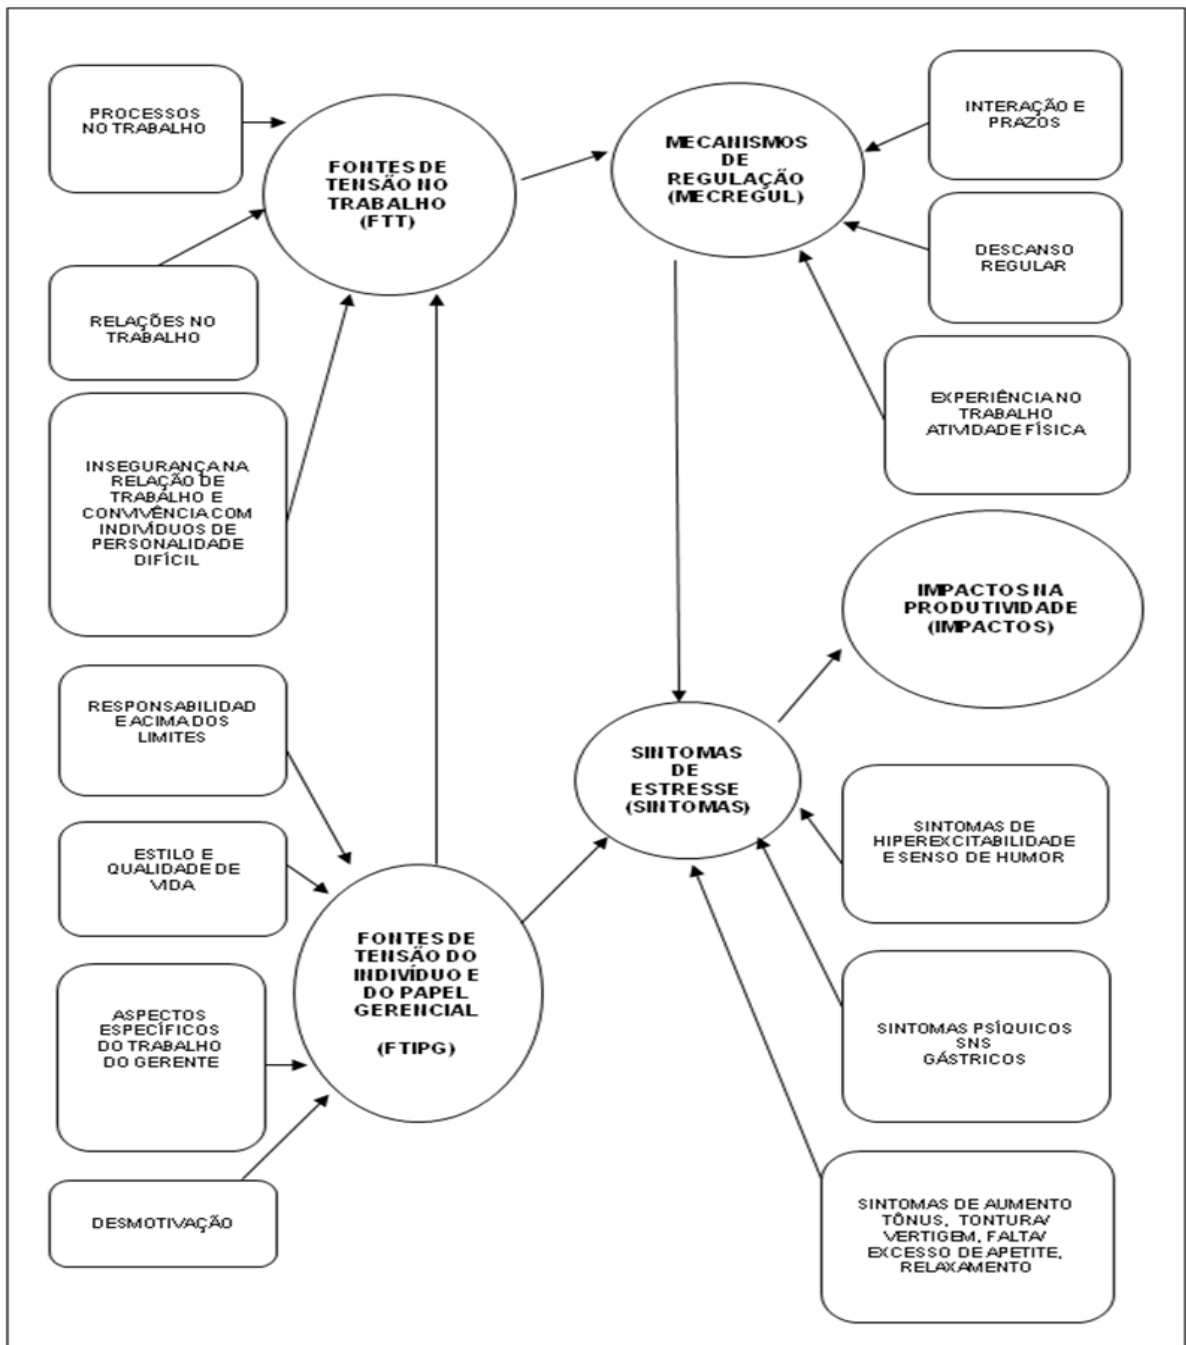 PROCESSOS
NO TRABALHO
FONTES DE
TENSÃO NO
TRABALHO
(FTT)
MECANISMOS
DE
REGULAÇÃO
(MECREGUL)
INTERAÇÃO E
PRAZOS
DESCANSO
REGULAR
RELAÇÕES NO
TRABALHO
EXPERIÊNCIA NO
TRABALHO
ATIVIDADE FÍSICA
INSEGURANÇA NA
RELAÇÃO DE
TRABALHO E
CONVIVÊNCIA COM
INDIVÍDUOS DE
PERSONALIDADE
DIFÍCIL
IMPACTOS NA
PRODUTIVIDADE
(IMPACTOS)
RESPONSABILIDAD
E ACIMA DOS
LIMITES
SINTOMAS
DE
ESTRESSE
(SINTOMAS)
ESTILO E
QUALIDADE DE
VIDA
SINTOMAS DE
HIPEREXCITABILIDADE
E SENSO DE HUMOR
FONTES DE
TENSÃO DO
INDIVÍDUO E
DO PAPEL
GERENCIAL
(FTIPG)
ASPECTOS
ESPECÍFICOS
DO TRABALHO
DO GERENTE
SINTOMAS PSÍQUICOS
SNS
GÁSTRICOS
DESMOTIVAÇÃO
SINTOMAS DE AUMENTO
TÔNUS, TONTURA/
VERTIGEM, FALTA/
EXCESSO DE APETITE,
RELAXAMENTO